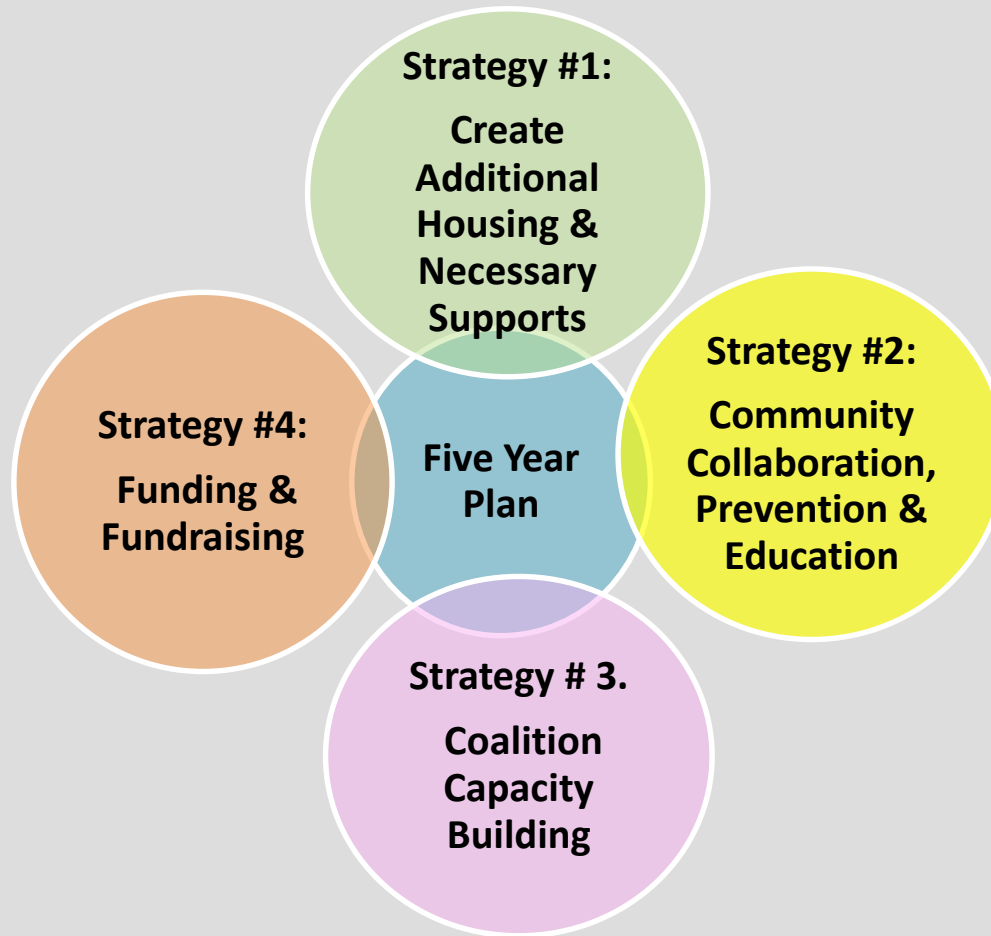 Strategy #1:
Create
Additional
Housing &
Necessary
Supports
Strategy #2:
Community
Collaboration,
Prevention &
Education
Strategy # 3.
Coalition
Capacity
Building
Strategy #4:
Funding &
Fundraising
Five Year
Plan